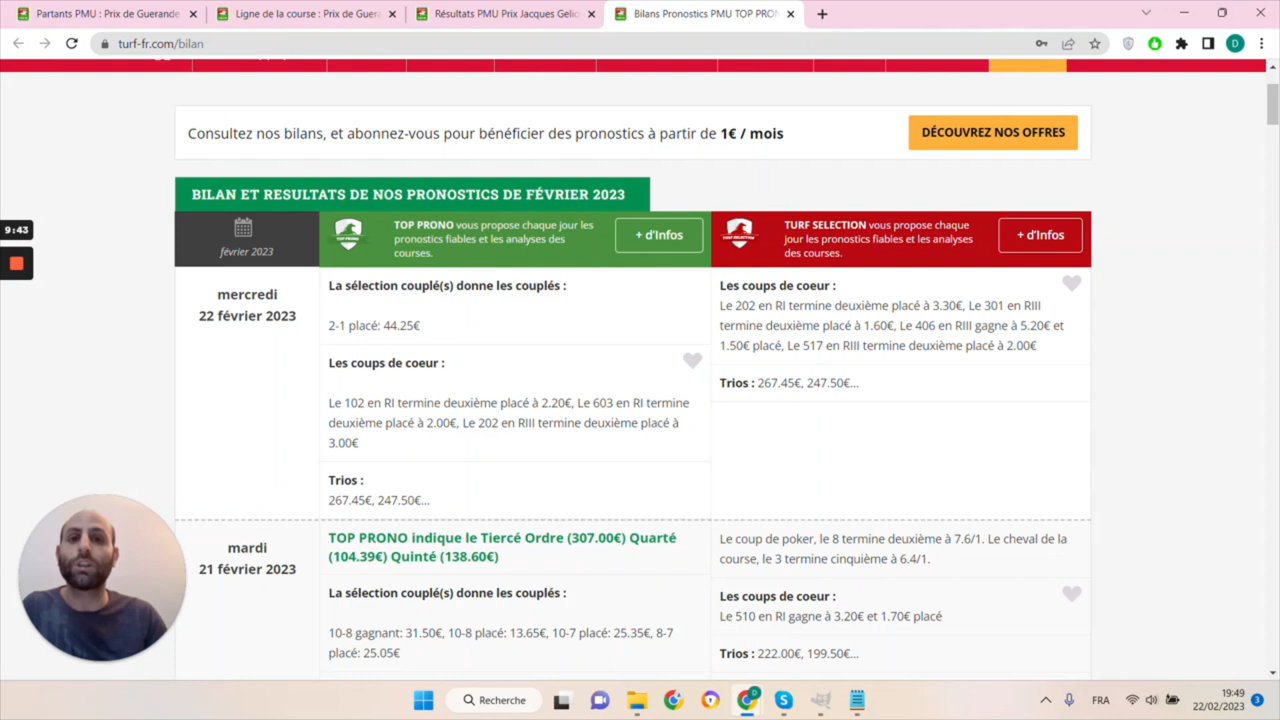 Partants PMU : Prix de Guerande
Ligne de la course : Prix de Guera
Résultats PMU Prix Jacques Gelio
Bilans Pronostics PMU TOP PRO
turf-fr.com/bilan
D
Consultez nos bilans, et abonnez-vous pour bénéficier des pronostics à partir de 1€ / mois
DÉCOUVREZ NOS OFFRES
BILAN ET RESULTATS DE NOS PRONOSTICS DE FÉVRIER 2023
février 2023
TOP PRONO
TOP PRONO vous propose chaque jour les
pronostics fiables et les analyses des
courses.
+ d'Infos
TURF SELECTION
TURF SELECTION vous propose chaque
jour les pronostics fiables et les analyses
des courses.
+ d'Infos
9:43
mercredi
22 février 2023
La sélection couplé(s) donne les couplés :
2-1 placé: 44.25€
Les coups de coeur :
Le 102 en RI termine deuxième placé à 2.20€, Le 603 en RI termine
deuxième placé à 2.00€, Le 202 en RIII termine deuxième placé à
3.00€
Trios :
267.45€, 247.50€...
Les coups de coeur :
Le 202 en RI termine deuxième placé à 3.30€, Le 301 en RIII
termine deuxième placé à 1.60€, Le 406 en RIII gagne à 5.20€ et
1.50€ placé, Le 517 en RIII termine deuxième placé à 2.00€
Trios : 267.45€, 247.50€...
mardi
21 février 2023
TOP PRONO indique le Tiercé Ordre (307.00€) Quarté
(104.39€) Quinté (138.60€)
La sélection couplé(s) donne les couplés :
10-8 gagnant: 31.50€, 10-8 placé: 13.65€, 10-7 placé: 25.35€, 8-7
placé: 25.05€
Le coup de poker, le 8 termine deuxième à 7.6/1. Le cheval de la
course, le 3 termine cinquième à 6.4/1.
Les coups de coeur :
Le 510 en RI gagne à 3.20€ et 1.70€ placé
Trios : 222.00€, 199.50€...
Recherche
FRA
19:49
22/02/2023
3